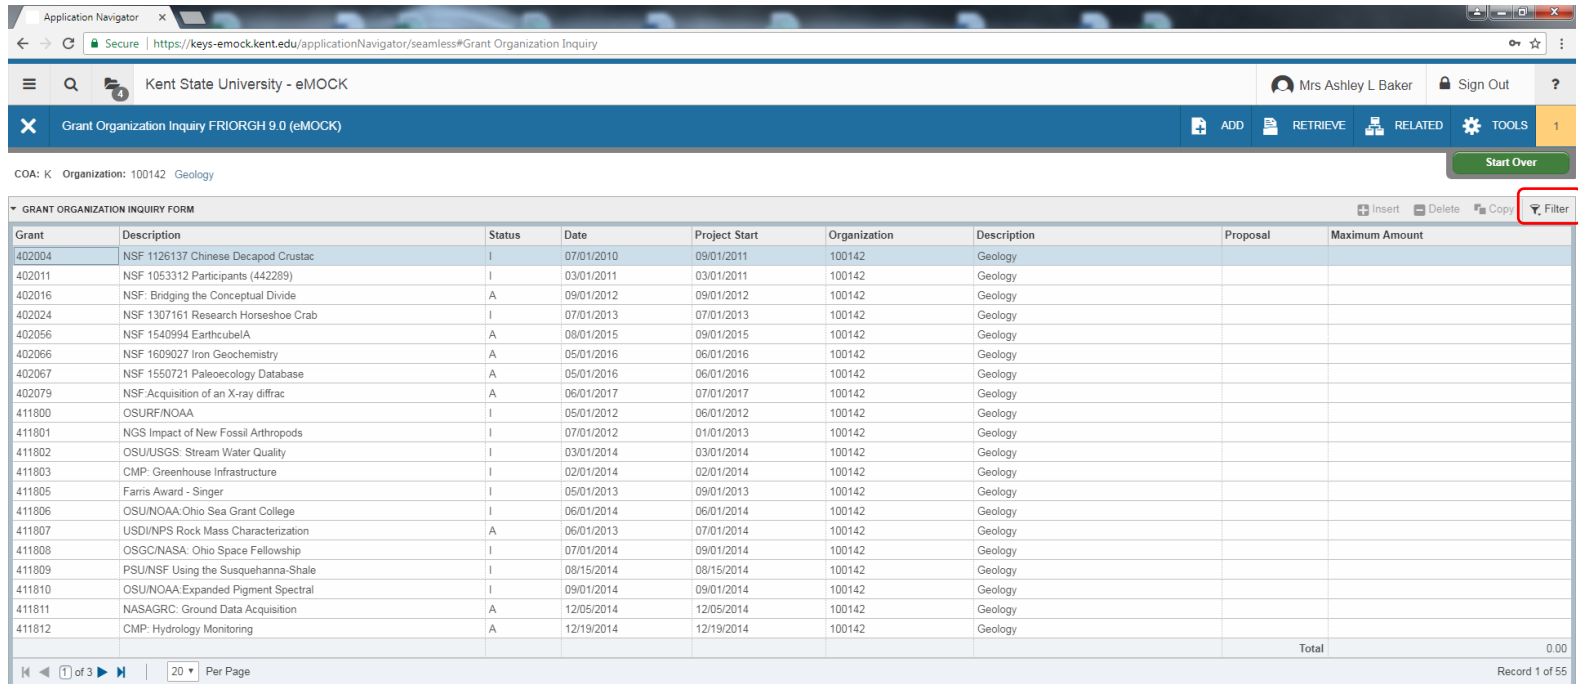 Application Navigator
Secure | https://keys-emock.kent.edu/applicationNavigator/seamless#Grant Organization Inquiry
4 Kent State University - eMOCK Mrs Ashley L Baker Sign Out ?
Grant Organization Inquiry FRIORGH 9.0 (eMOCK) ADD RETRIEVE RELATED TOOLS 1
COA: K Organization: 100142 Geology Start Over
GRANT ORGANIZATION INQUIRY FORM Insert Delete Copy Filter
Grant Description Status Date Project Start Organization Description Proposal Maximum Amount
402004 NSF 1126137 Chinese Decapod Crustac I 07/01/2010 09/01/2011 100142 Geology
402011 NSF 1053312 Participants (442289) I 03/01/2011 03/01/2011 100142 Geology
402016 NSF: Bridging the Conceptual Divide A 09/01/2012 09/01/2012 100142 Geology
402024 NSF 1307161 Research Horseshoe Crab I 07/01/2013 07/01/2013 100142 Geology
402056 NSF 1540994 EarthcubeIA A 08/01/2015 09/01/2015 100142 Geology
402066 NSF 1609027 Iron Geochemistry A 05/01/2016 06/01/2016 100142 Geology
402067 NSF 1550721 Paleoecology Database A 05/01/2016 06/01/2016 100142 Geology
402079 NSF:Acquisition of an X-ray diffrac A 06/01/2017 07/01/2017 100142 Geology
411800 OSURF/NOAA I 05/01/2012 06/01/2012 100142 Geology
411801 NGS Impact of New Fossil Arthropods I 07/01/2012 01/01/2013 100142 Geology
411802 OSU/USGS: Stream Water Quality I 03/01/2014 03/01/2014 100142 Geology
411803 CMP: Greenhouse Infrastructure I 02/01/2014 02/01/2014 100142 Geology
411805 Farris Award - Singer I 05/01/2013 09/01/2013 100142 Geology
411806 OSU/NOAA:Ohio Sea Grant College I 06/01/2014 06/01/2014 100142 Geology
411807 USDI/NPS Rock Mass Characterization A 06/01/2013 07/01/2014 100142 Geology
411808 OSGC/NASA: Ohio Space Fellowship I 07/01/2014 09/01/2014 100142 Geology
411809 PSU/NSF Using the Susquehanna-Shale I 08/15/2014 08/15/2014 100142 Geology
411810 OSU/NOAA:Expanded Pigment Spectral I 09/01/2014 09/01/2014 100142 Geology
411811 NASAGRC: Ground Data Acquisition A 12/05/2014 12/05/2014 100142 Geology
411812 CMP: Hydrology Monitoring A 12/19/2014 12/19/2014 100142 Geology
Total 0.00
1 of 3 20 Per Page Record 1 of 55